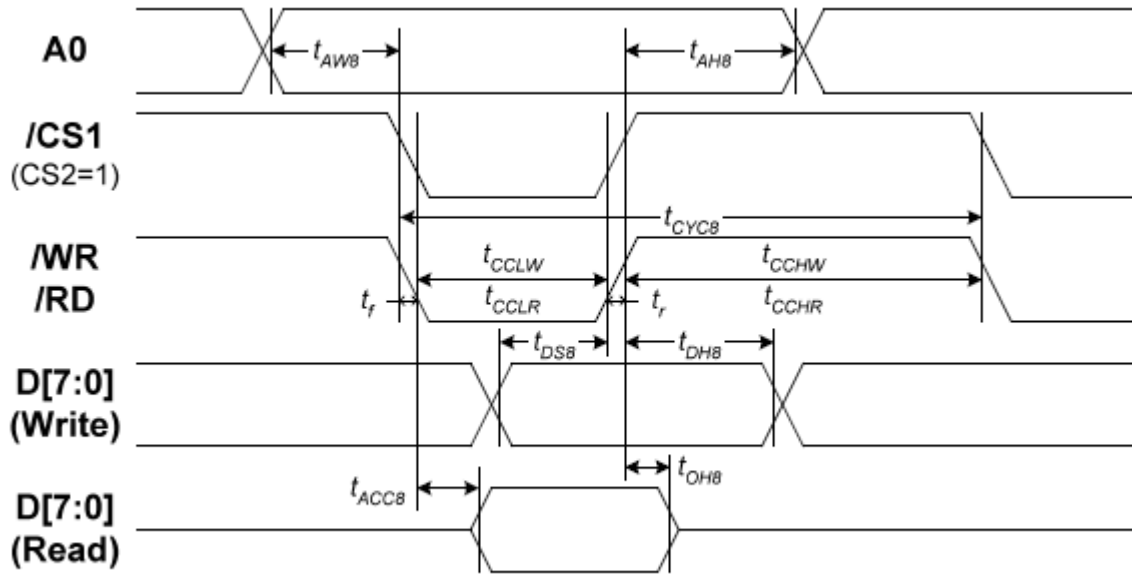 A0
t_AW8
t_AH8
/CS1
(CS2=1)
t_CYC8
/WR
/RD
t_CCLW
t_CCHW
t_f
t_CCLR
t_r
t_CCHR
t_DS8
t_DH8
D[7:0]
(Write)
t_ACC8
t_OH8
D[7:0]
(Read)